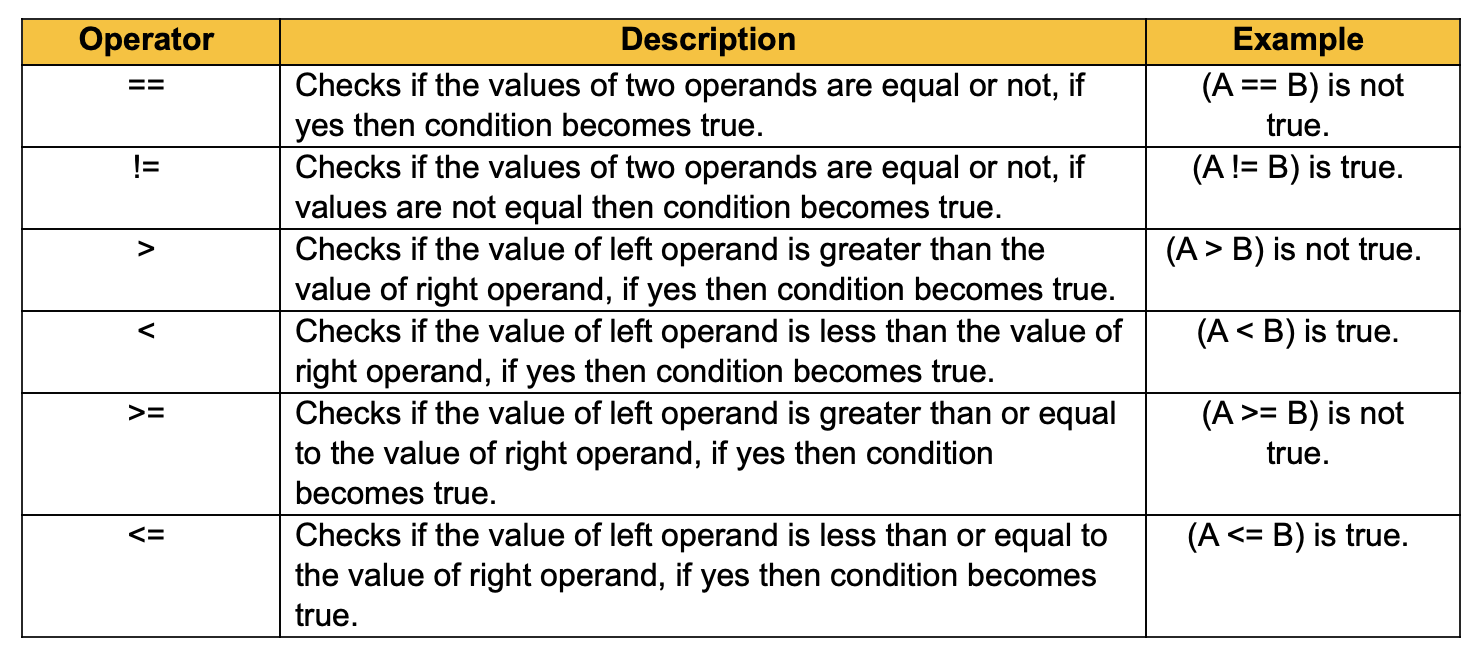 Operator Description Example
== Checks if the values of two operands are equal or not, if (A == B) is not
yes then condition becomes true. true.
!= Checks if the values of two operands are equal or not, if (A != B) is true.
values are not equal then condition becomes true.
> Checks if the value of left operand is greater than the (A > B) is not true.
value of right operand, if yes then condition becomes true.
< Checks if the value of left operand is less than the value of (A < B) is true.
right operand, if yes then condition becomes true.
>= Checks if the value of left operand is greater than or equal (A >= B) is not
to the value of right operand, if yes then condition true.
becomes true.
<= Checks if the value of left operand is less than or equal to (A <= B) is true.
the value of right operand, if yes then condition becomes
true.